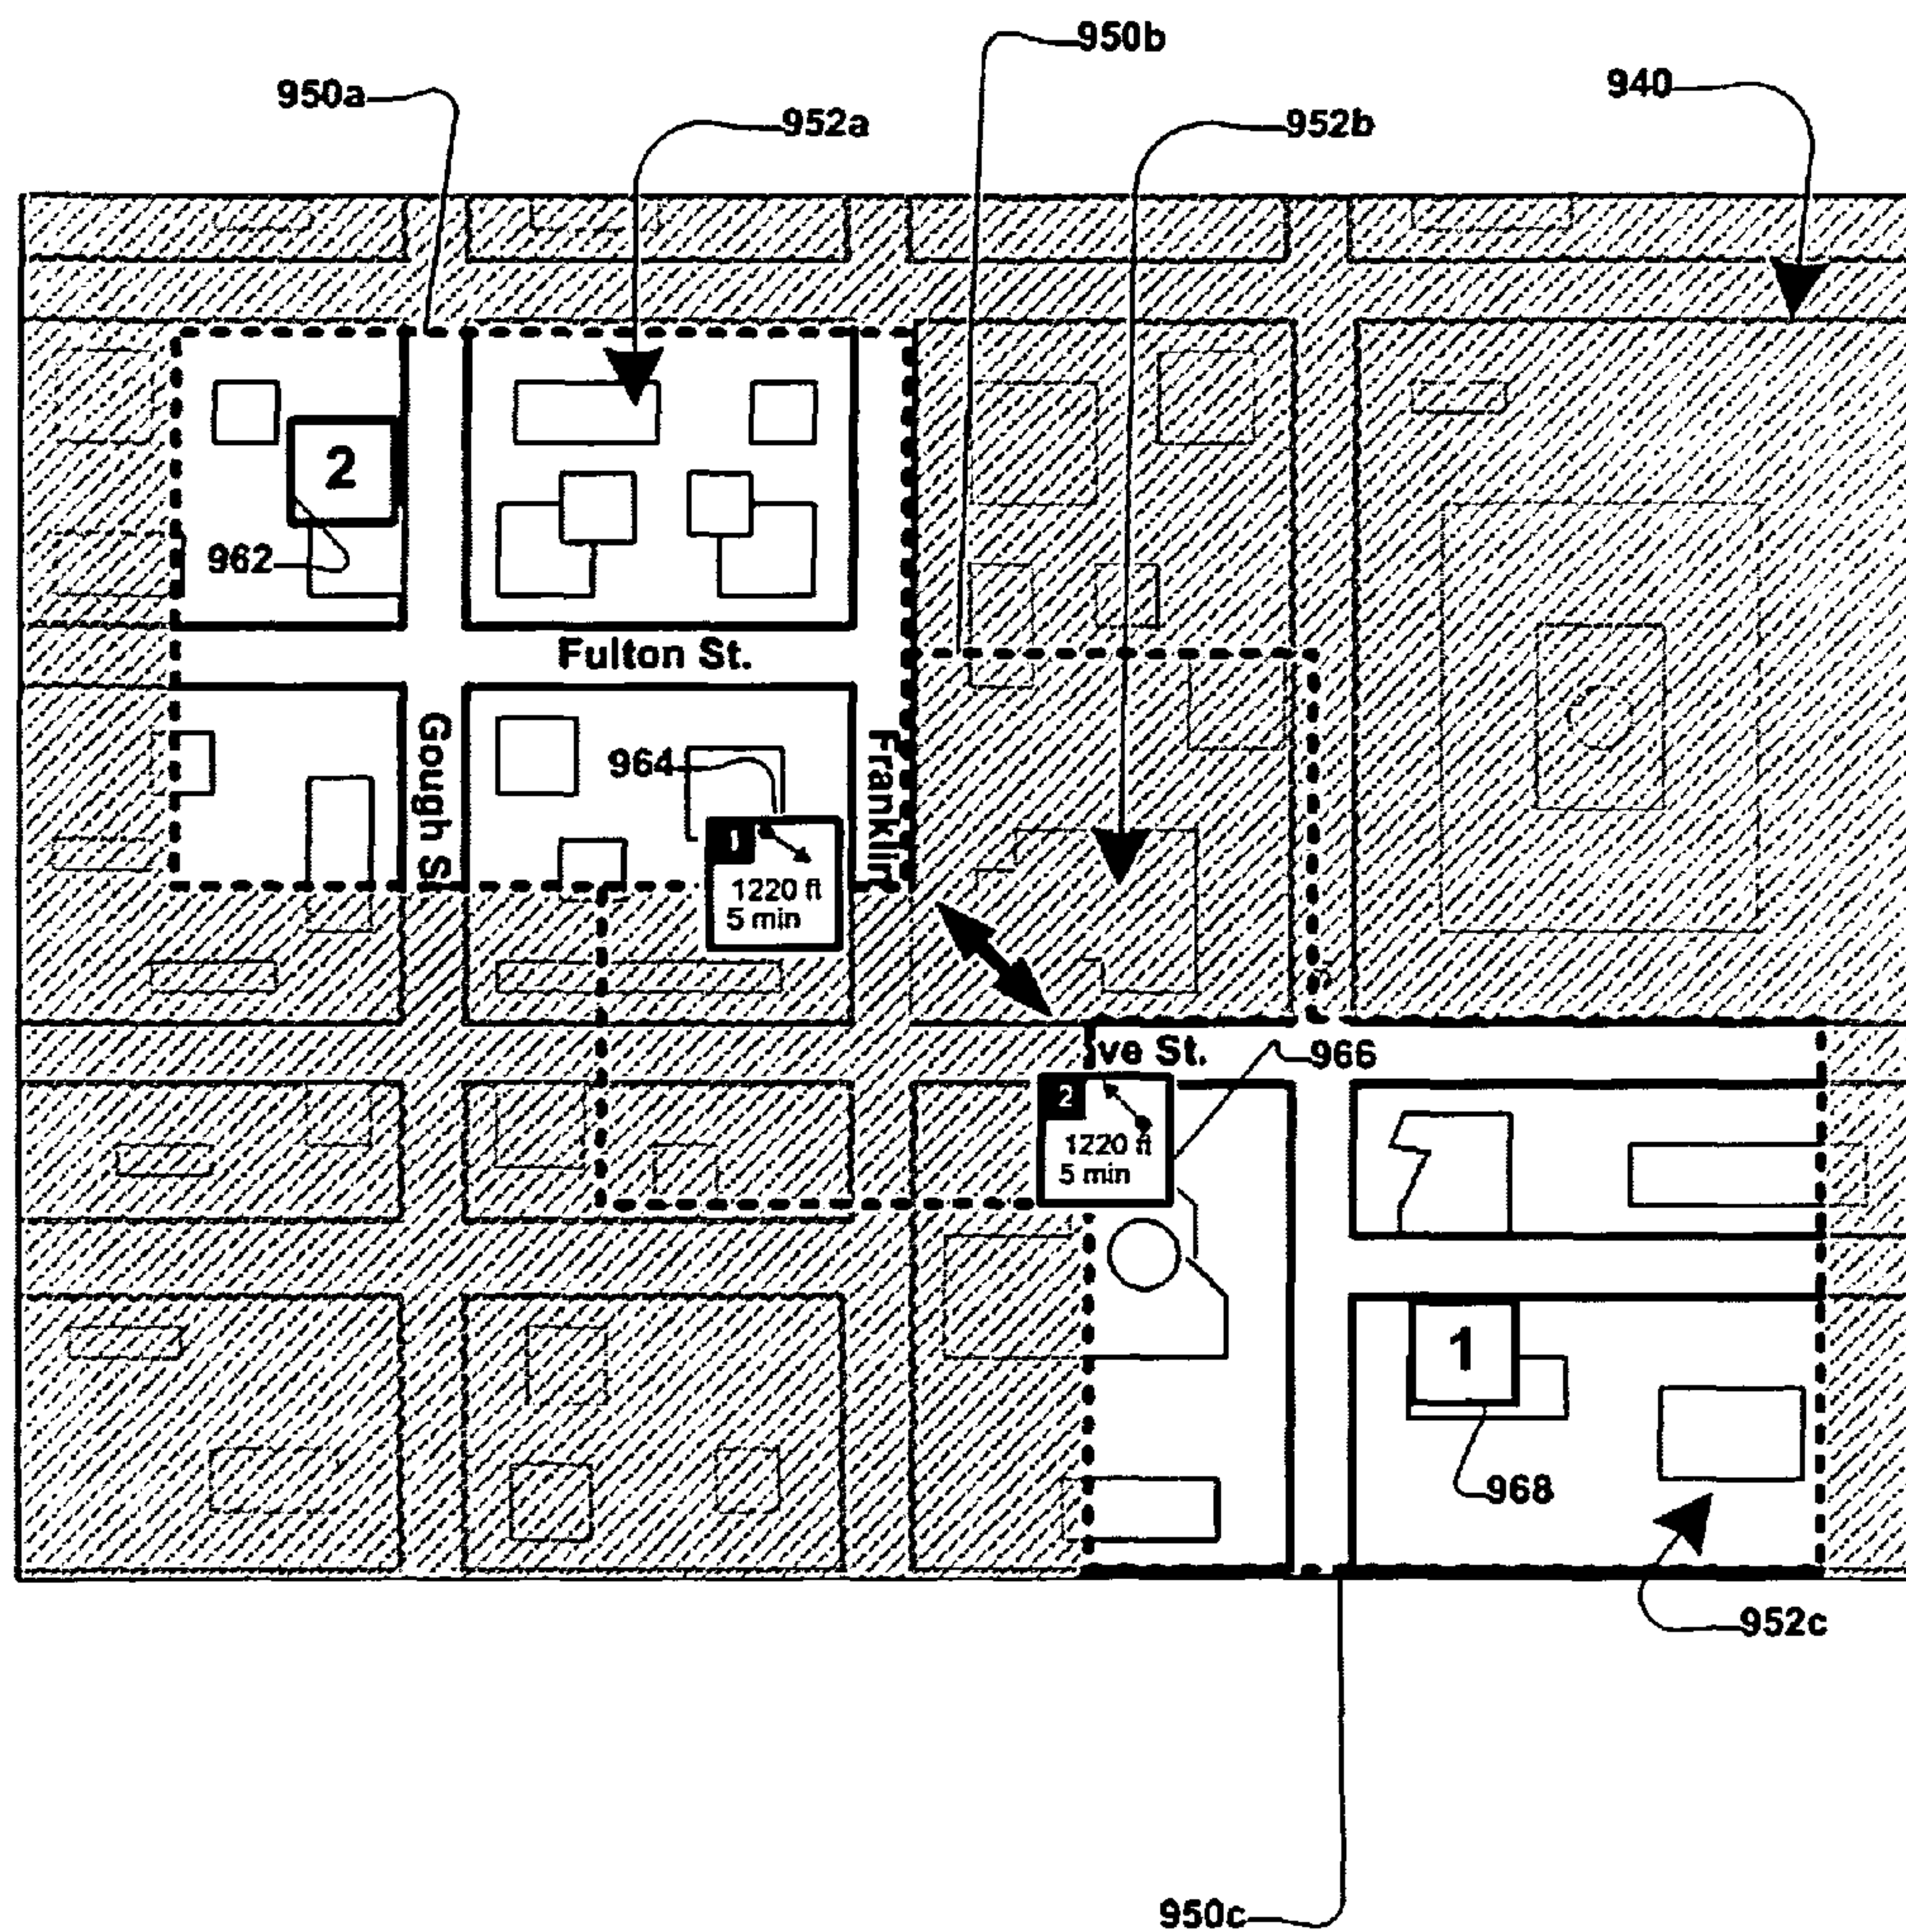 950b
950a
940
952a
952b
2
962
Fulton St.
Gough St
Franklin
964
1
1220 ft
5 min
ve St.
966
2
1220 ft
5 min
1
968
952c
950c